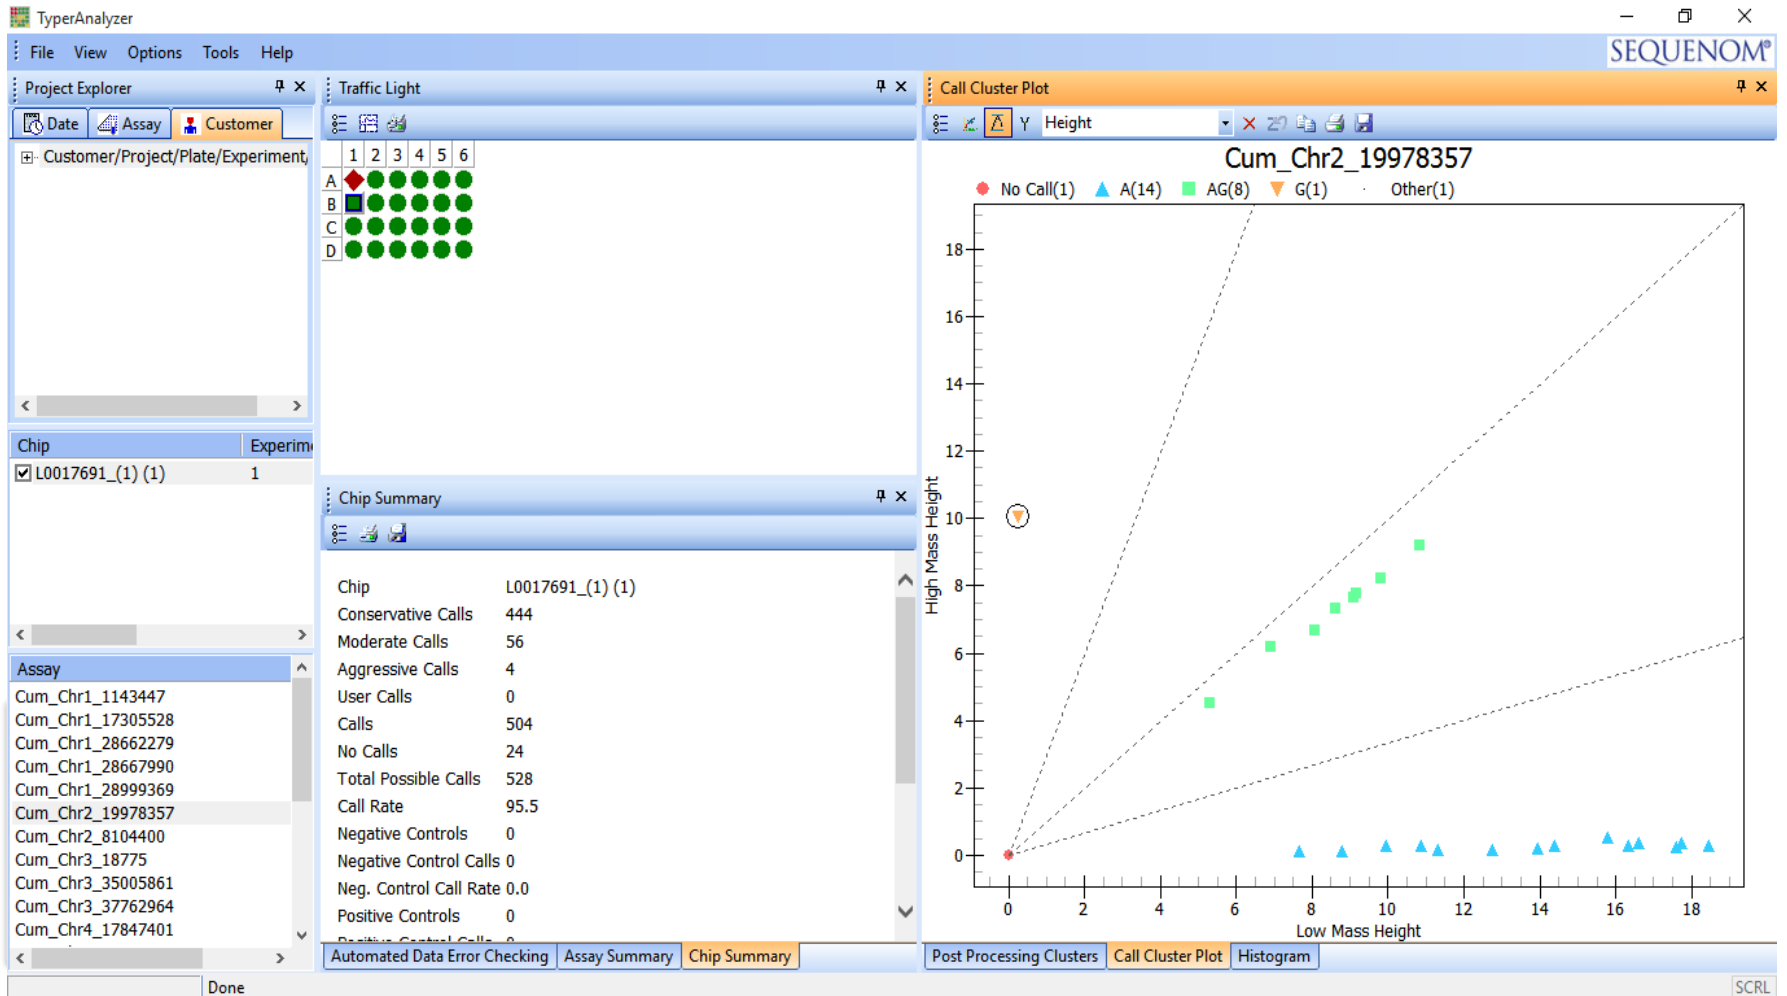 TyperAnalyzer
File View Options Tools Help
SEQUENOM®
Project Explorer
Date Assay Customer
Customer/Project/Plate/Experiment/
Chip Experim
L0017691_(1) (1) 1
Assay
Cum_Chr1_1143447
Cum_Chr1_17305528
Cum_Chr1_28662279
Cum_Chr1_28667990
Cum_Chr1_28999369
Cum_Chr2_19978357
Cum_Chr2_8104400
Cum_Chr3_18775
Cum_Chr3_35005861
Cum_Chr3_37762964
Cum_Chr4_17847401
Traffic Light
1 2 3 4 5 6
A
B
C
D
Chip Summary
Chip L0017691_(1) (1)
Conservative Calls 444
Moderate Calls 56
Aggressive Calls 4
User Calls 0
Calls 504
No Calls 24
Total Possible Calls 528
Call Rate 95.5
Negative Controls 0
Negative Control Calls 0
Neg. Control Call Rate 0.0
Positive Controls 0
Positive Control Calls 0
Automated Data Error Checking Assay Summary Chip Summary
Call Cluster Plot
Height
Cum_Chr2_19978357
No Call(1) A(14) AG(8) G(1) Other(1)
High Mass Height
18
16
14
12
10
8
6
4
2
0
0 2 4 6 8 10 12 14 16 18
Low Mass Height
Post Processing Clusters Call Cluster Plot Histogram
Done
SCRL